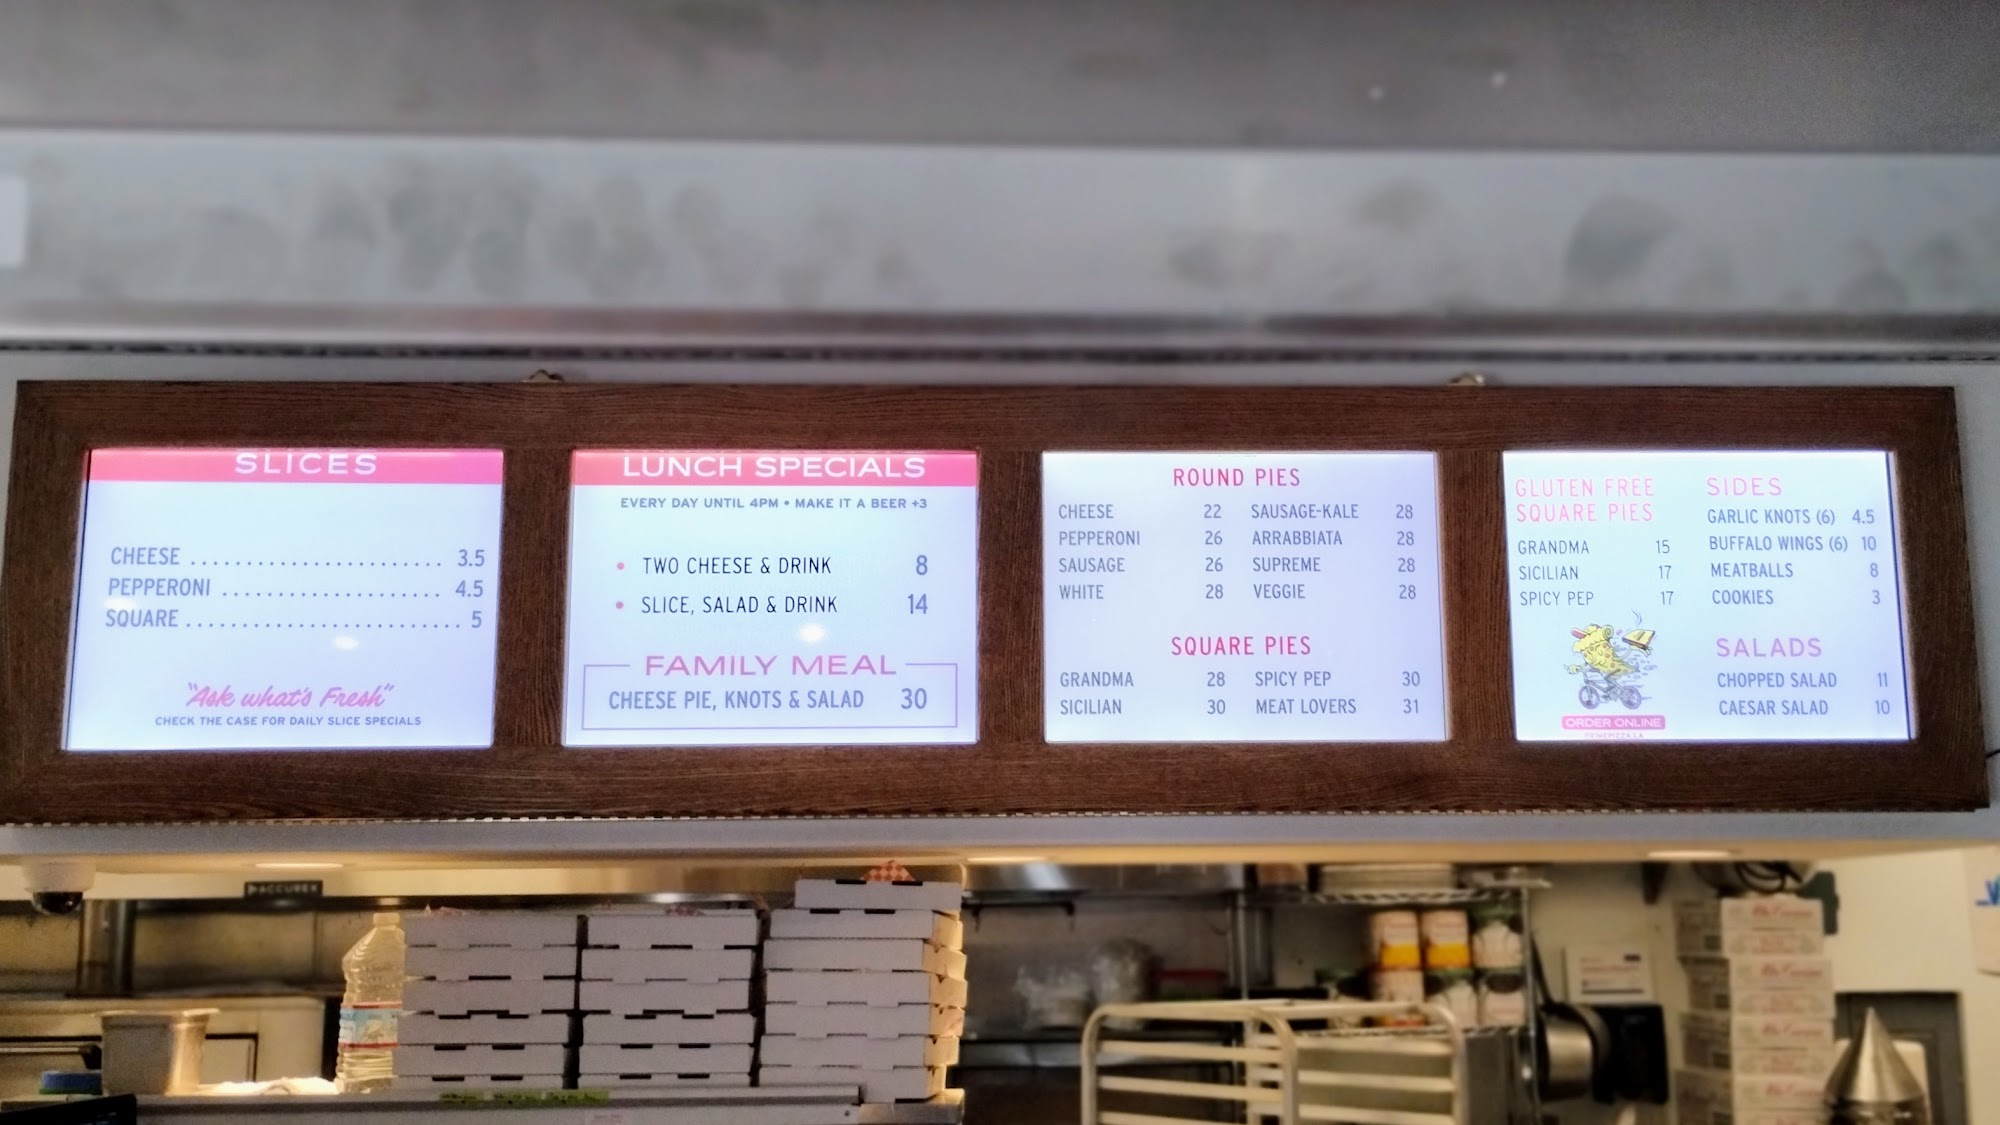 SLICES
CHEESE ........................ 3.5
PEPPERONI ..................... 4.5
SQUARE ......................... 5
"Ask what's Fresh"
CHECK THE CASE FOR DAILY SLICE SPECIALS
LUNCH SPECIALS
EVERY DAY UNTIL 4PM • MAKE IT A BEER +3
• TWO CHEESE & DRINK 8
• SLICE, SALAD & DRINK 14
FAMILY MEAL
CHEESE PIE, KNOTS & SALAD 30
ROUND PIES
CHEESE 22 SAUSAGE-KALE 28
PEPPERONI 26 ARRABBIATA 28
SAUSAGE 26 SUPREME 28
WHITE 28 VEGGIE 28
SQUARE PIES
GRANDMA 28 SPICY PEP 30
SICILIAN 30 MEAT LOVERS 31
GLUTEN FREE
SQUARE PIES
GRANDMA 15
SICILIAN 17
SPICY PEP 17
ORDER ONLINE
PRIMEPIZZA.LA
SIDES
GARLIC KNOTS (6) 4.5
BUFFALO WINGS (6) 10
MEATBALLS 8
COOKIES 3
SALADS
CHOPPED SALAD 11
CAESAR SALAD 10
ACCUREX